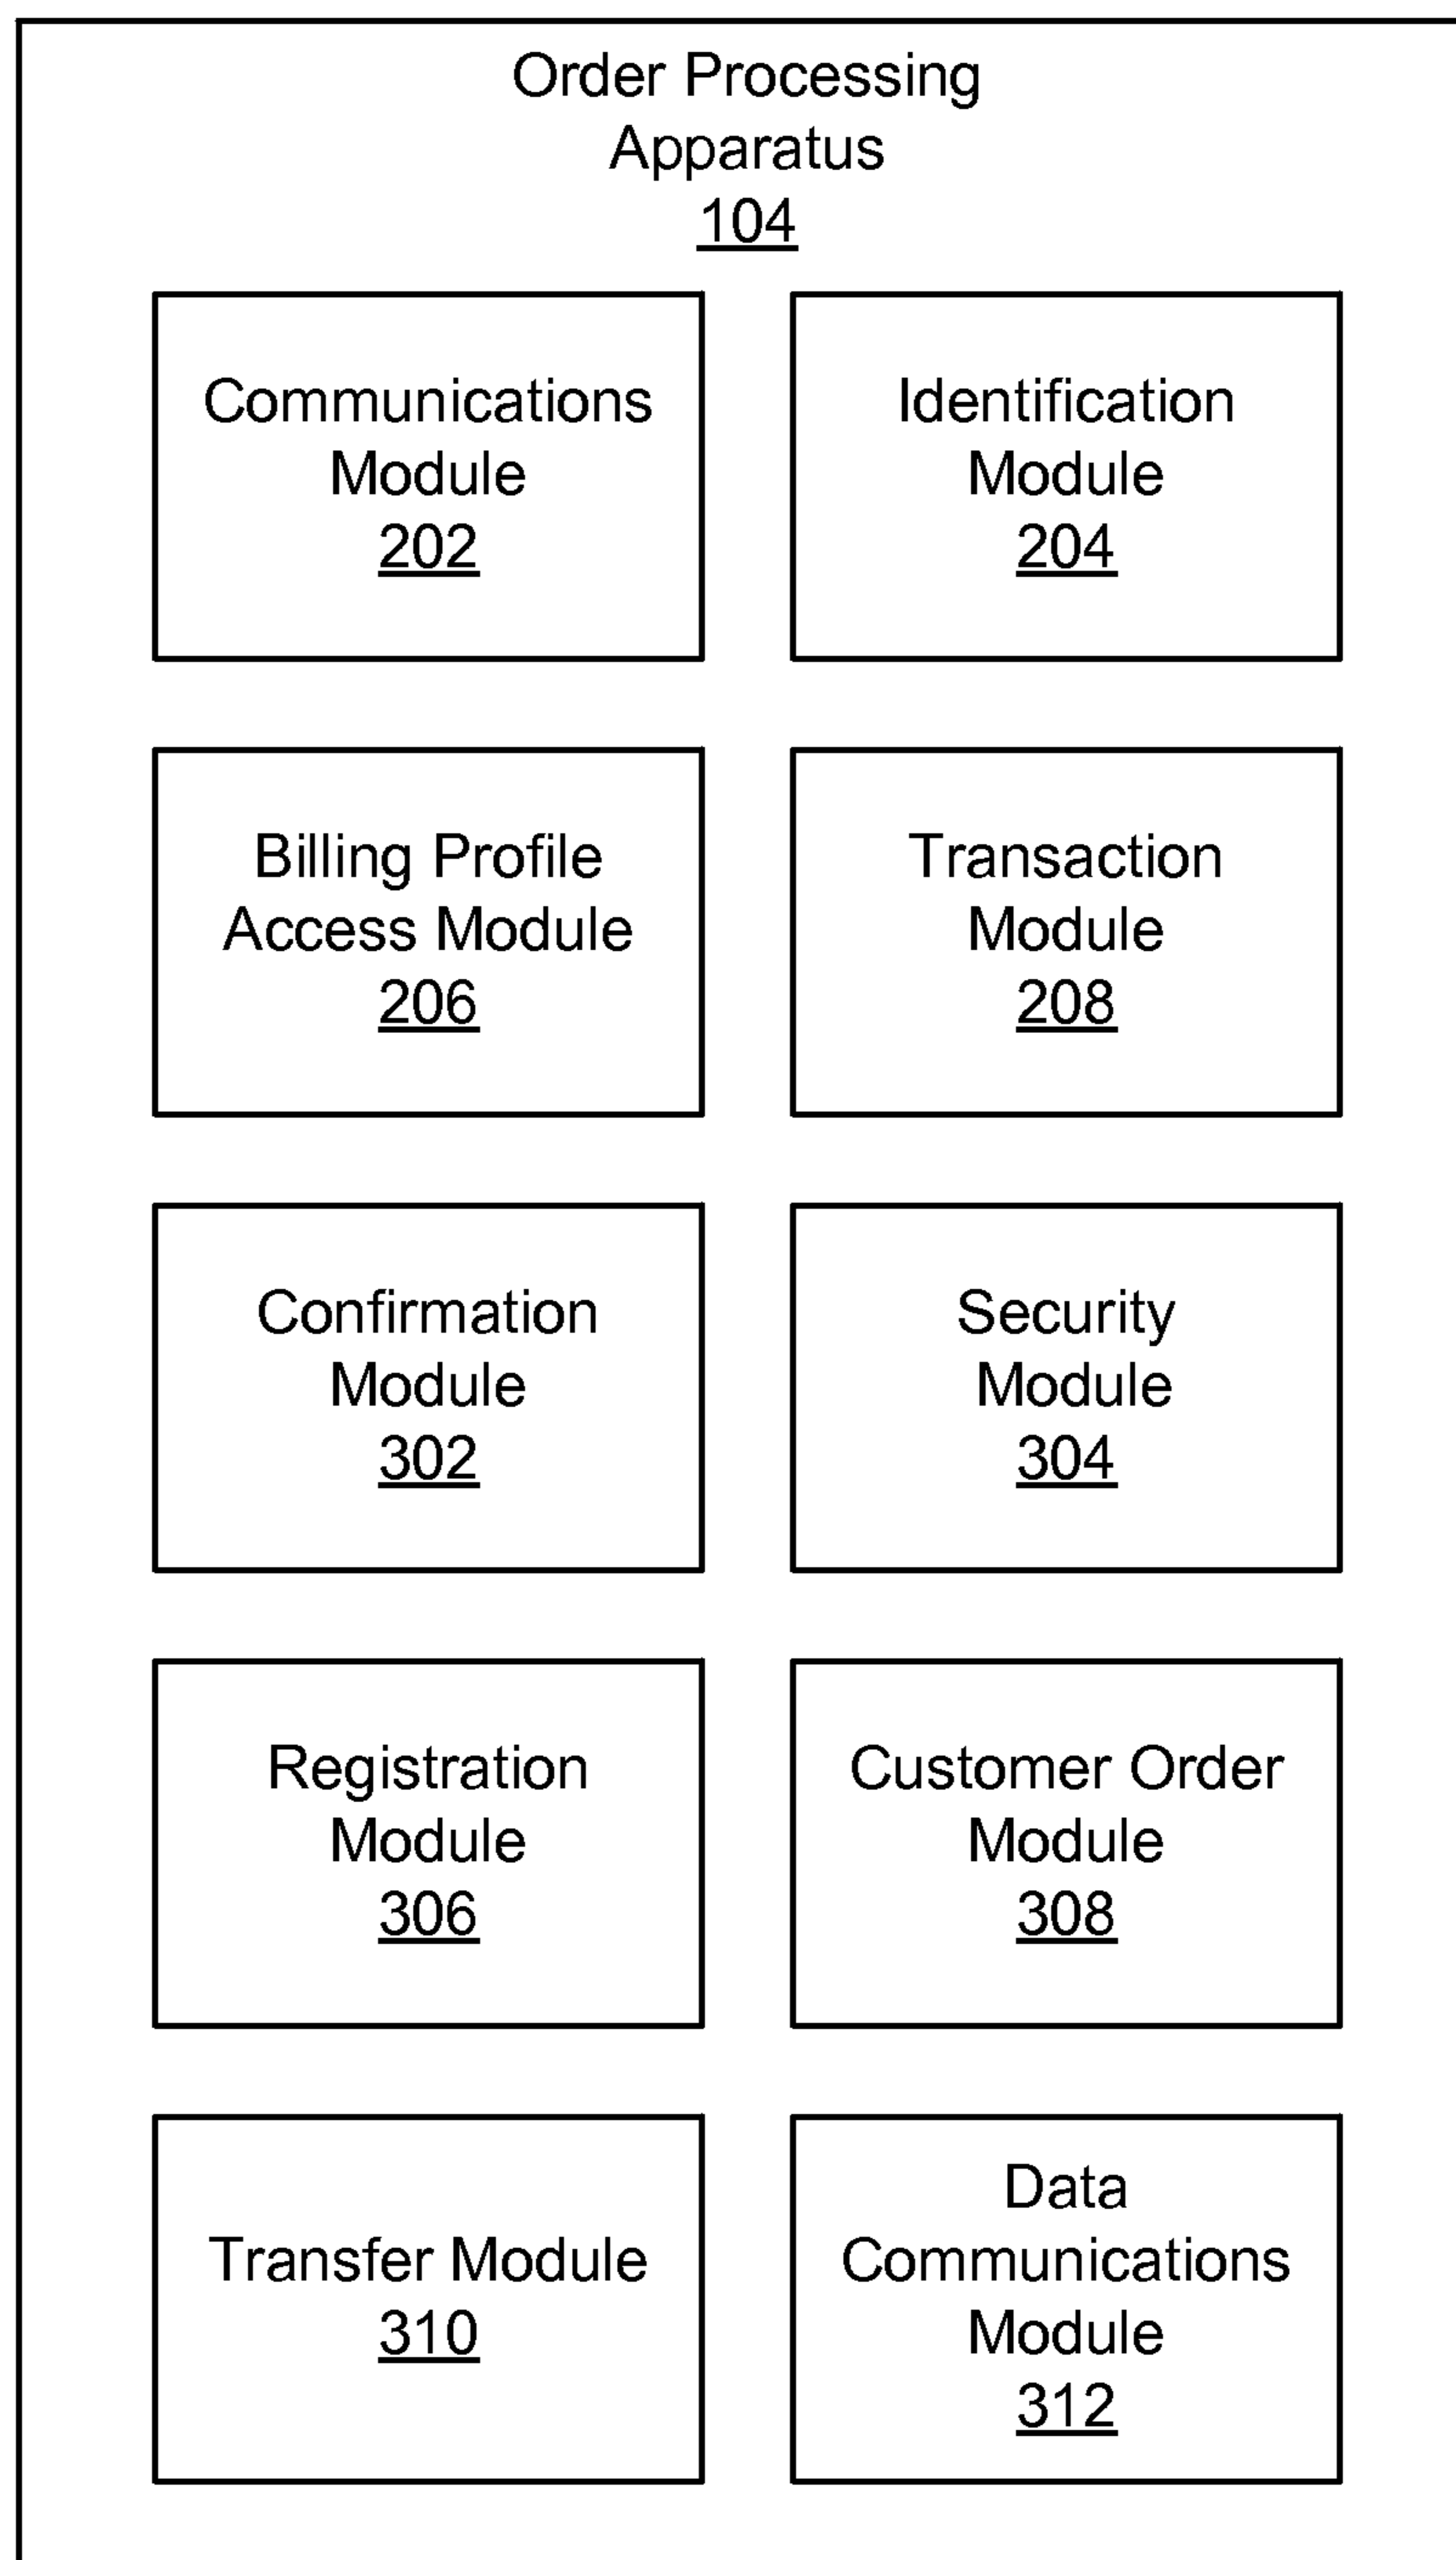 Order Processing
Apparatus
104
Communications
Module
202
Identification
Module
204
Billing Profile
Access Module
206
Transaction
Module
208
Confirmation
Module
302
Security
Module
304
Registration
Module
306
Customer Order
Module
308
Transfer Module
310
Data
Communications
Module
312